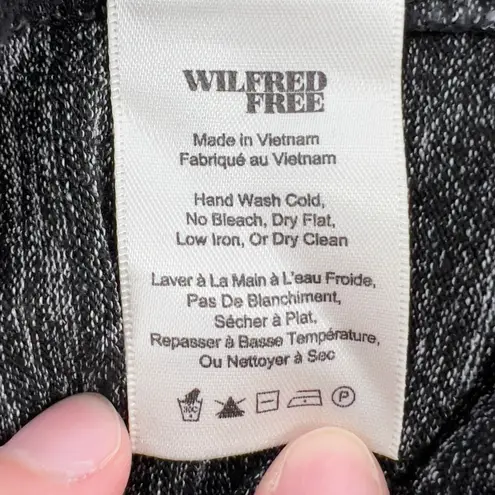 WILFRED
FREE
Made in Vietnam
Fabriqué au Vietnam
Hand Wash Cold,
No Bleach, Dry Flat,
Low Iron, Or Dry Clean
Laver à La Main à L'eau Froide,
Pas De Blanchiment,
Sécher à Plat,
Repasser à Basse Température,
Ou Nettoyer à Sec
30C P